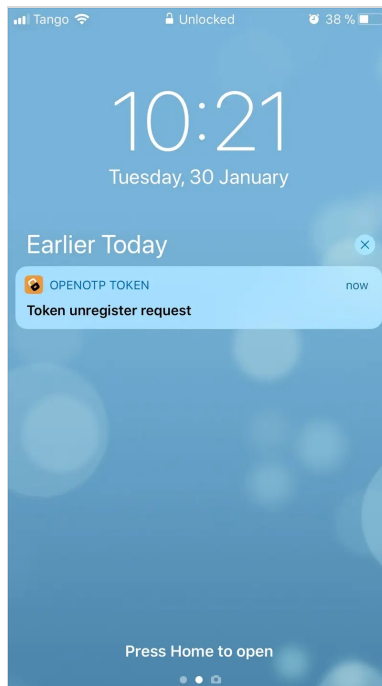 Tango Unlocked 38 %
10:21
Tuesday, 30 January
Earlier Today
OPENOTP TOKEN now
Token unregister request
Press Home to open